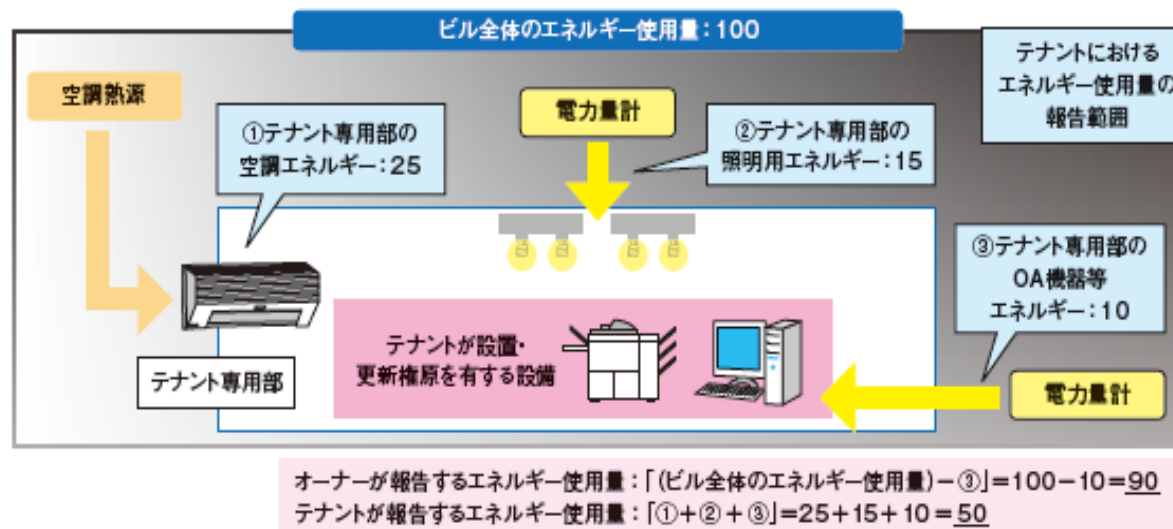 ビル全体のエネルギー使用量:100
テナントにおける
エネルギー使用量の
報告範囲
空調熱源
電力量計
①テナント専用部の
空調エネルギー:25
②テナント専用部の
照明用エネルギー:15
③テナント専用部の
OA機器等
エネルギー:10
テナントが設置・
更新権原を有する設備
テナント専用部
電力量計
オーナーが報告するエネルギー使用量:「(ビル全体のエネルギー使用量)-③」=100-10=90
テナントが報告するエネルギー使用量:「①+②+③」=25+15+10=50